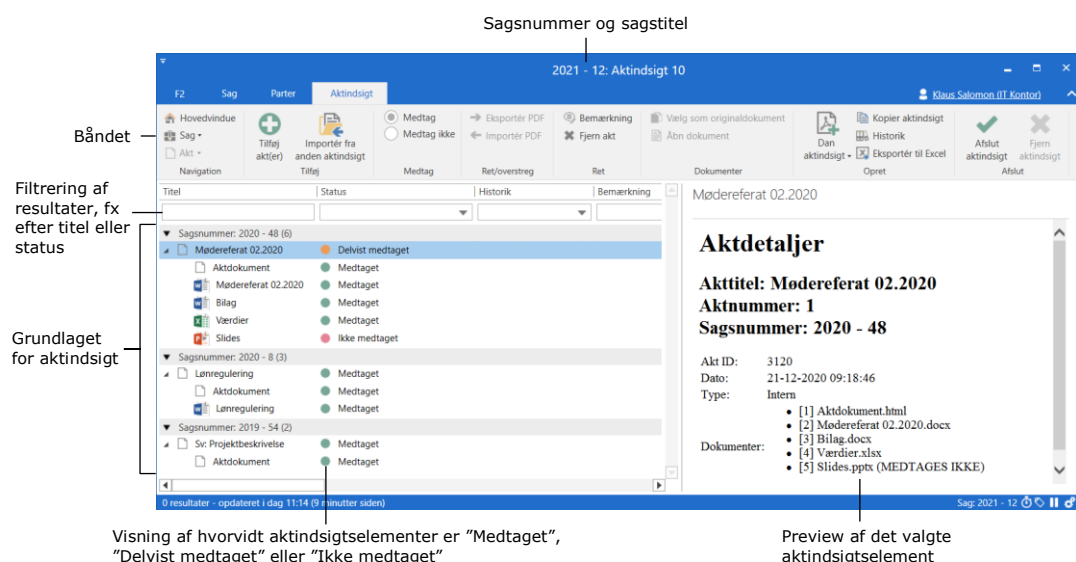 Sagsnummer og sagstitel
2021 - 12: Aktindsigt 10
F2 Sag Parter Aktindsigt
Klaus Salomon (IT Kontor)
Båndet
Hovedvindue
Sag
Akt
Navigation
Tilføj
akt(er)
Importér fra
anden aktindsigt
Tilføj
Medtag
Medtag ikke
Medtag
Eksportér PDF
Importér PDF
Ret/overstreg
Bemærkning
Fjern akt
Ret
Vælg som originaldokument
Åbn dokument
Dokumenter
Dan
aktindsigt
Kopier aktindsigt
Historik
Eksportér til Excel
Opret
Afslut
aktindsigt
Fjern
aktindsigt
Afslut
Filtrering af
resultater, fx
efter titel eller
status
Titel Status Historik Bemærkning
Grundlaget
for aktindsigt
Sagsnummer: 2020 - 48 (6)
Mødereferat 02.2020 Delvist medtaget
Aktdokument Medtaget
Mødereferat 02.2020 Medtaget
Bilag Medtaget
Værdier Medtaget
Slides Ikke medtaget
Sagsnummer: 2020 - 8 (3)
Lønregulering Medtaget
Aktdokument Medtaget
Lønregulering Medtaget
Sagsnummer: 2019 - 54 (2)
Sv: Projektbeskrivelse Medtaget
Aktdokument Medtaget
Mødereferat 02.2020
Aktdetaljer
Akttitel: Mødereferat 02.2020
Aktnummer: 1
Sagsnummer: 2020 - 48
Akt ID: 3120
Dato: 21-12-2020 09:18:46
Type: Intern
Dokumenter:
[1] Aktdokument.html
[2] Mødereferat 02.2020.docx
[3] Bilag.docx
[4] Værdier.xlsx
[5] Slides.pptx (MEDTAGES IKKE)
0 resultater - opdateret i dag 11:14 (9 minutter siden)
Sag: 2021 - 12
Visning af hvorvidt aktindsigtselementer er ”Medtaget”,
”Delvist medtaget” eller ”Ikke medtaget”
Preview af det valgte
aktindsigtselement